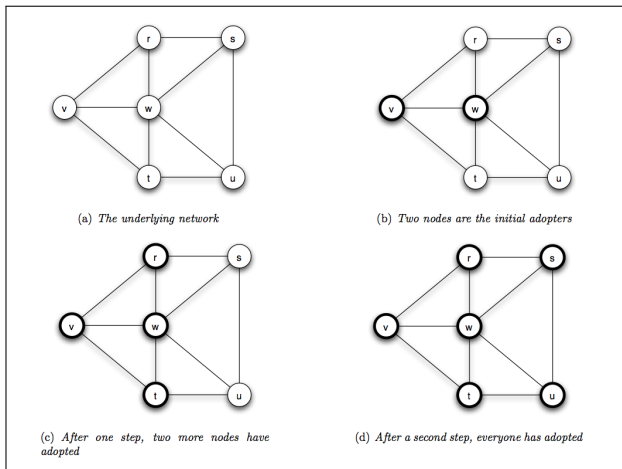 r
s
v
w
t
u
(a) The underlying network
r
s
v
w
t
u
(b) Two nodes are the initial adopters
r
s
v
w
t
u
(c) After one step, two more nodes have
adopted
r
s
v
w
t
u
(d) After a second step, everyone has adopted